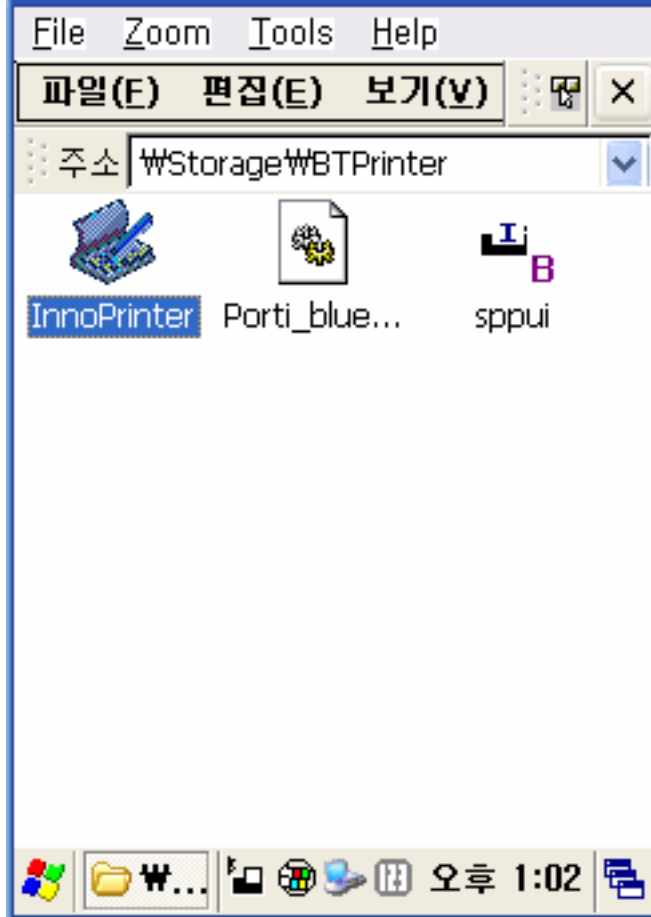 File Zoom Tools Help
파일(F) 편집(E) 보기(V)
주소 ₩Storage₩BTPrinter
InnoPrinter Porti_blue... sppui
₩... 오후 1:02